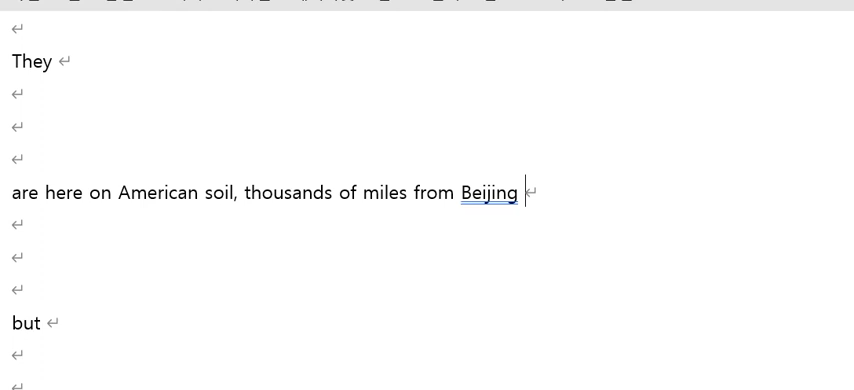 They
are here on American soil, thousands of miles from Beijing
but